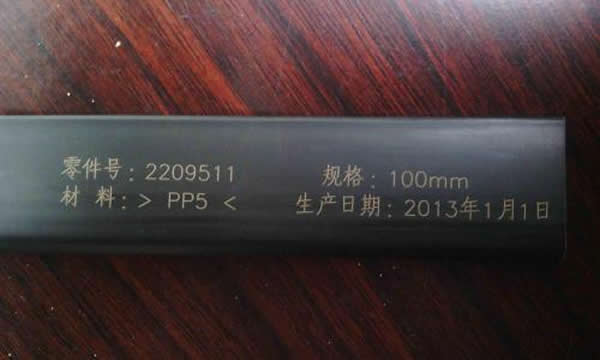 零件号: 2209511 规格: 100mm
材 料: > PP5 < 生产日期: 2013年1月1日